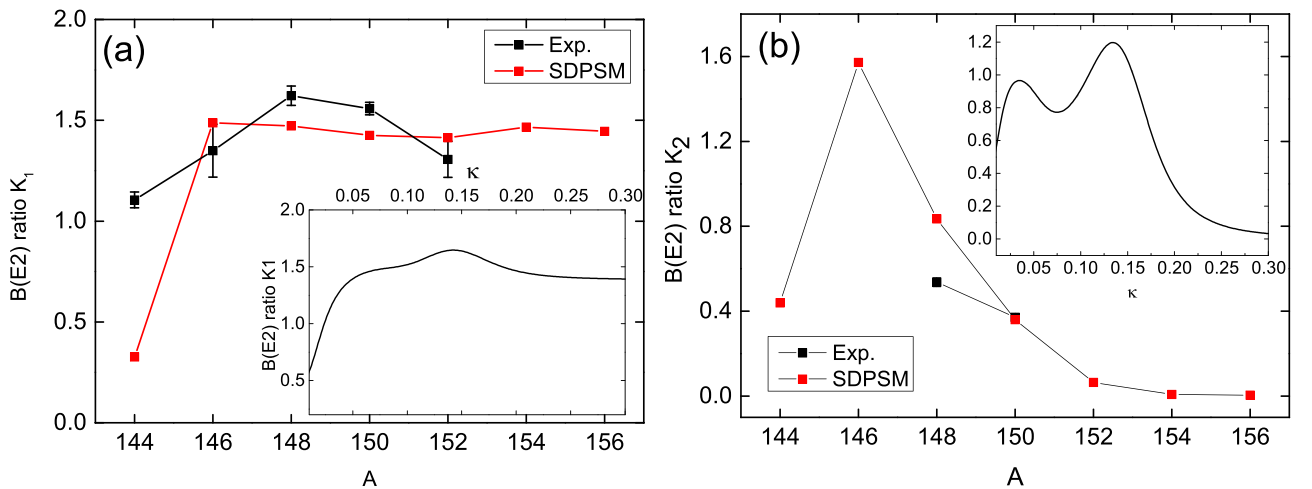 (a)
Exp.
SDPSM
B(E2) ratio K1
2.0
1.5
1.0
0.5
0.0
144 146 148 150 152 154 156
A
κ
0.05 0.10 0.15 0.20 0.25 0.30
B(E2) ratio K1
2.0
1.5
1.0
0.5
(b)
Exp.
SDPSM
B(E2) ratio K2
1.6
1.2
0.8
0.4
0.0
144 146 148 150 152 154 156
A
1.2
1.0
0.8
0.6
0.4
0.2
0.0
0.05 0.10 0.15 0.20 0.25 0.30
κ